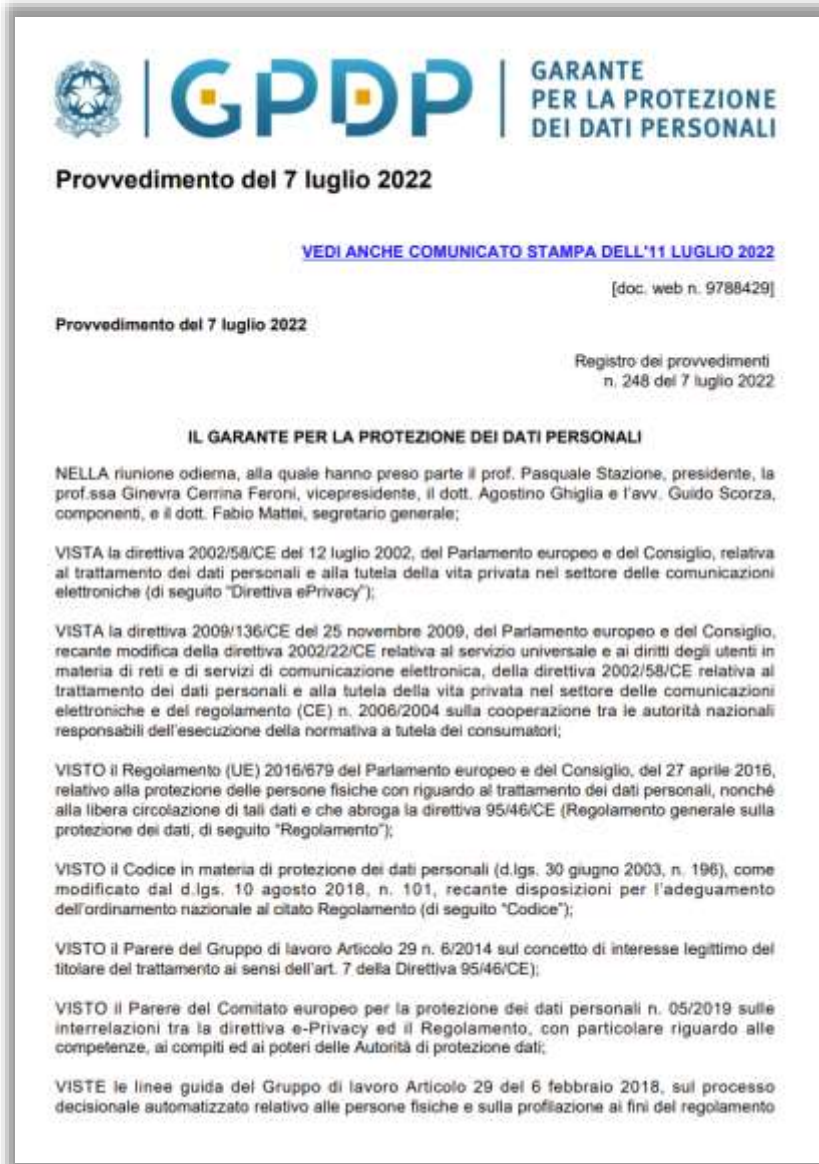 GPDP
GARANTE
PER LA PROTEZIONE
DEI DATI PERSONALI
Provvedimento del 7 luglio 2022
VEDI ANCHE COMUNICATO STAMPA DELL'11 LUGLIO 2022
[doc. web n. 9788429]
Provvedimento del 7 luglio 2022
Registro dei provvedimenti
n. 248 del 7 luglio 2022
IL GARANTE PER LA PROTEZIONE DEI DATI PERSONALI
NELLA riunione odierna, alla quale hanno preso parte il prof. Pasquale Stazione, presidente, la
prof.ssa Ginevra Cerrina Feroni, vicepresidente, il dott. Agostino Ghiglia e l'avv. Guido Scorza,
componenti, e il dott. Fabio Mattei, segretario generale;
VISTA la direttiva 2002/58/CE del 12 luglio 2002, del Parlamento europeo e del Consiglio, relativa
al trattamento dei dati personali e alla tutela della vita privata nel settore delle comunicazioni
elettroniche (di seguito "Direttiva ePrivacy");
VISTA la direttiva 2009/136/CE del 25 novembre 2009, del Parlamento europeo e del Consiglio,
recante modifica della direttiva 2002/22/CE relativa al servizio universale e ai diritti degli utenti in
materia di reti e di servizi di comunicazione elettronica, della direttiva 2002/58/CE relativa al
trattamento dei dati personali e alla tutela della vita privata nel settore delle comunicazioni
elettroniche e del regolamento (CE) n. 2006/2004 sulla cooperazione tra le autorità nazionali
responsabili dell'esecuzione della normativa a tutela dei consumatori;
VISTO il Regolamento (UE) 2016/679 del Parlamento europeo e del Consiglio, del 27 aprile 2016,
relativo alla protezione delle persone fisiche con riguardo al trattamento dei dati personali, nonché
alla libera circolazione di tali dati e che abroga la direttiva 95/46/CE (Regolamento generale sulla
protezione dei dati, di seguito "Regolamento");
VISTO il Codice in materia di protezione dei dati personali (d.lgs. 30 giugno 2003, n. 196), come
modificato dal d.lgs. 10 agosto 2018, n. 101, recante disposizioni per l'adeguamento
dell'ordinamento nazionale al citato Regolamento (di seguito "Codice");
VISTO il Parere del Gruppo di lavoro Articolo 29 n. 6/2014 sul concetto di interesse legittimo del
titolare del trattamento ai sensi dell'art. 7 della Direttiva 95/46/CE);
VISTO il Parere del Comitato europeo per la protezione dei dati personali n. 05/2019 sulle
interrelazioni tra la direttiva e-Privacy ed il Regolamento, con particolare riguardo alle
competenze, ai compiti ed ai poteri delle Autorità di protezione dati;
VISTE le linee guida del Gruppo di lavoro Articolo 29 del 6 febbraio 2018, sul processo
decisionale automatizzato relativo alle persone fisiche e sulla profilazione ai fini del regolamento